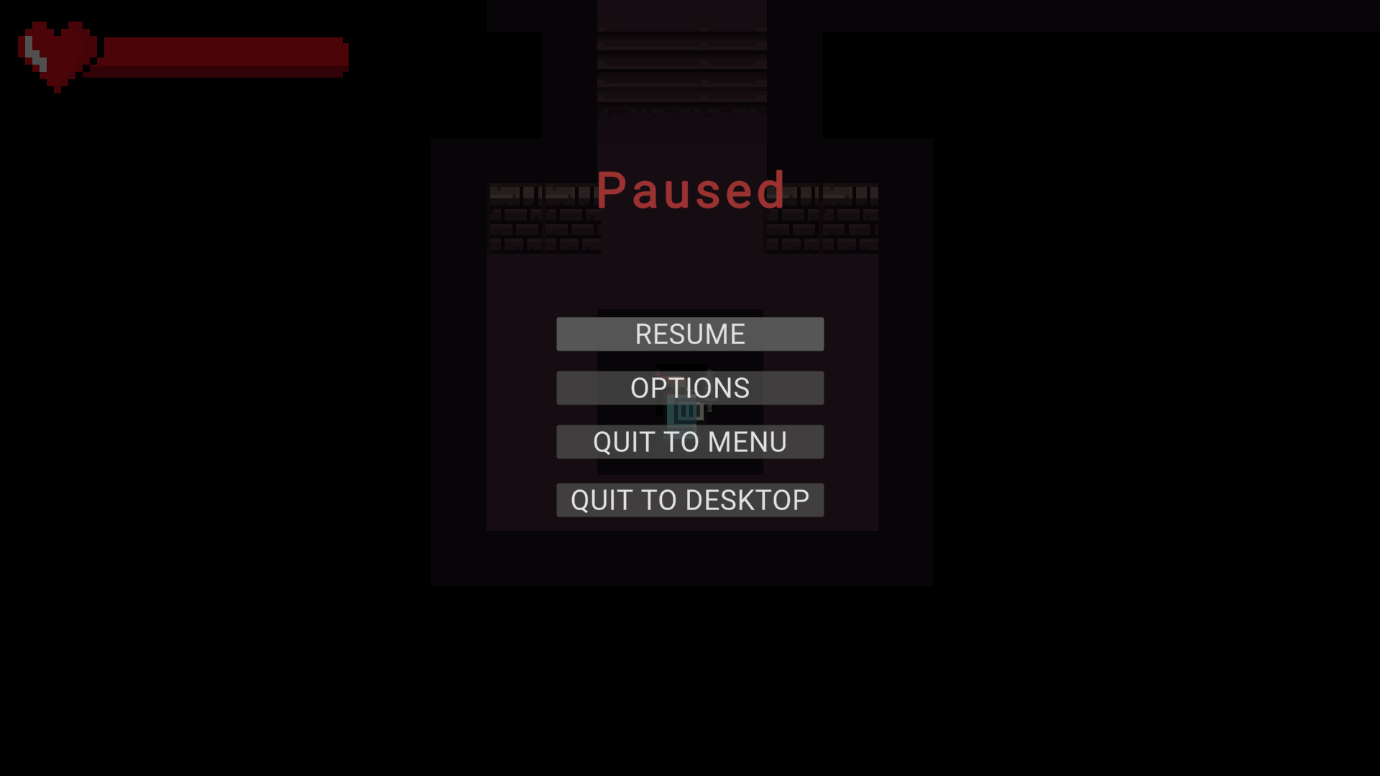 Paused
RESUME
OPTIONS
QUIT TO MENU
QUIT TO DESKTOP